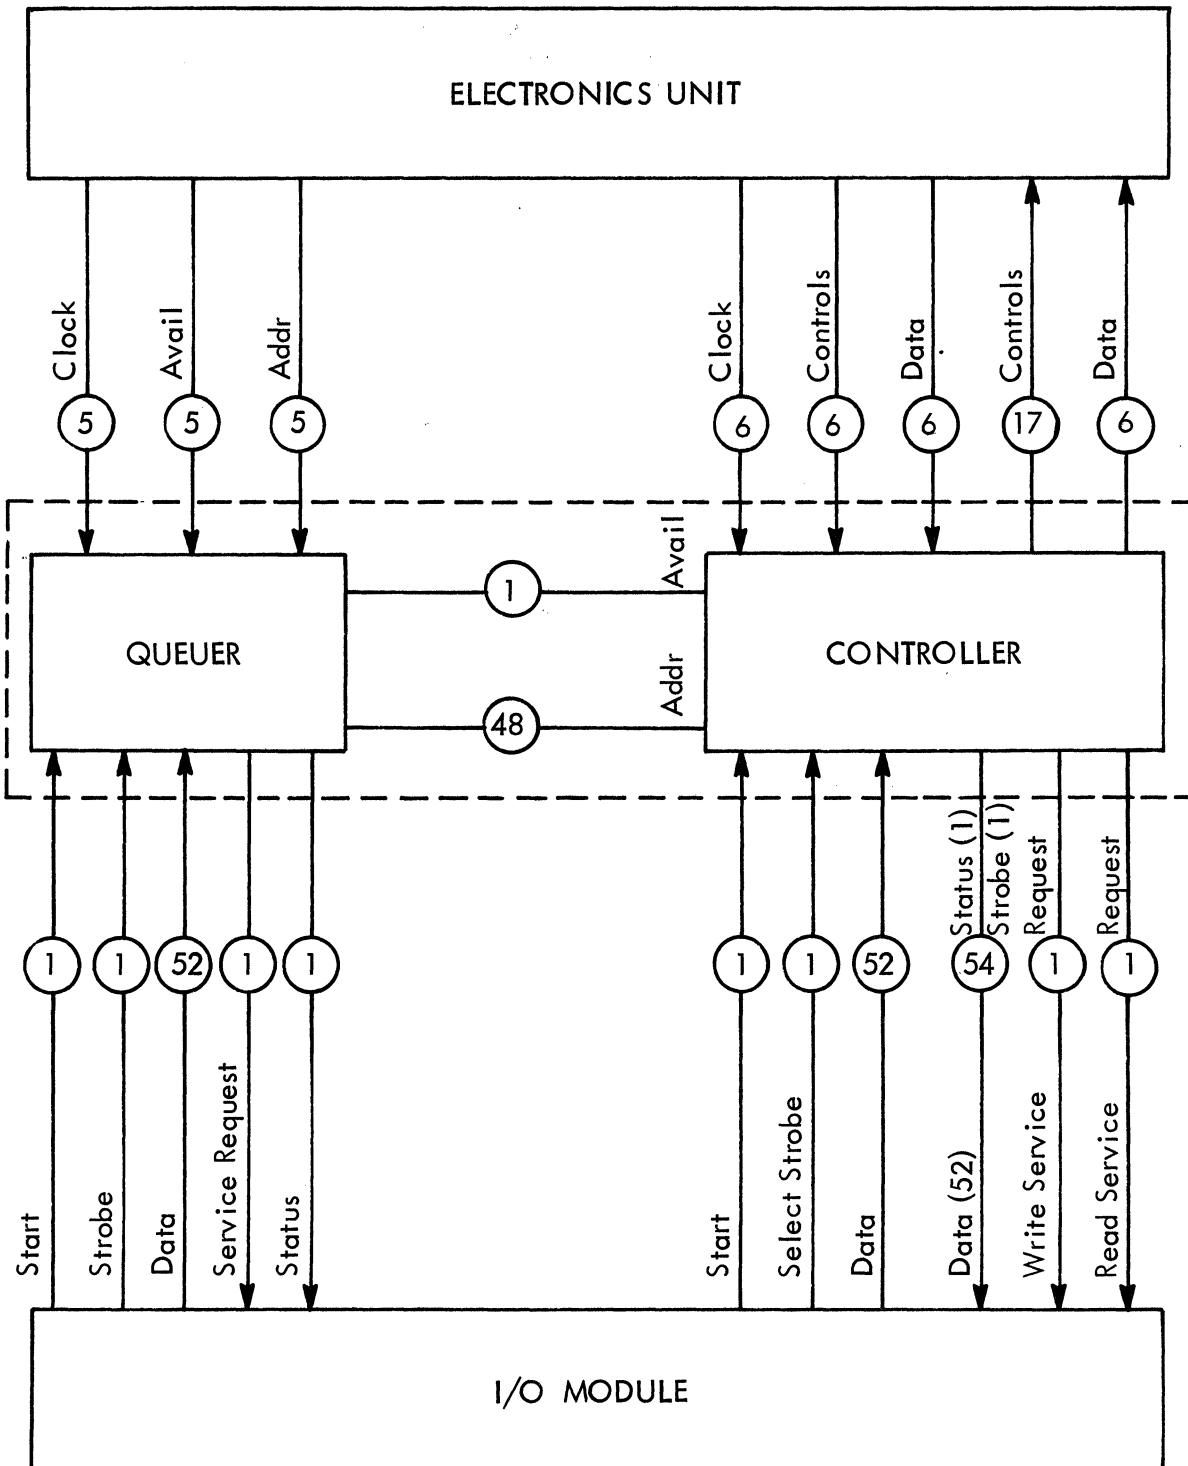 ELECTRONICS UNIT
Clock
Avail
Addr
Clock
Controls
Data
Controls
Data
5
5
5
6
6
6
17
6
QUEUER
1
Avail
48
Addr
CONTROLLER
Status (1)
Strobe (1)
Request
Request
1
1
52
1
1
1
1
52
54
1
1
Start
Strobe
Data
Service Request
Status
Start
Select Strobe
Data
Data (52)
Write Service
Read Service
I/O MODULE